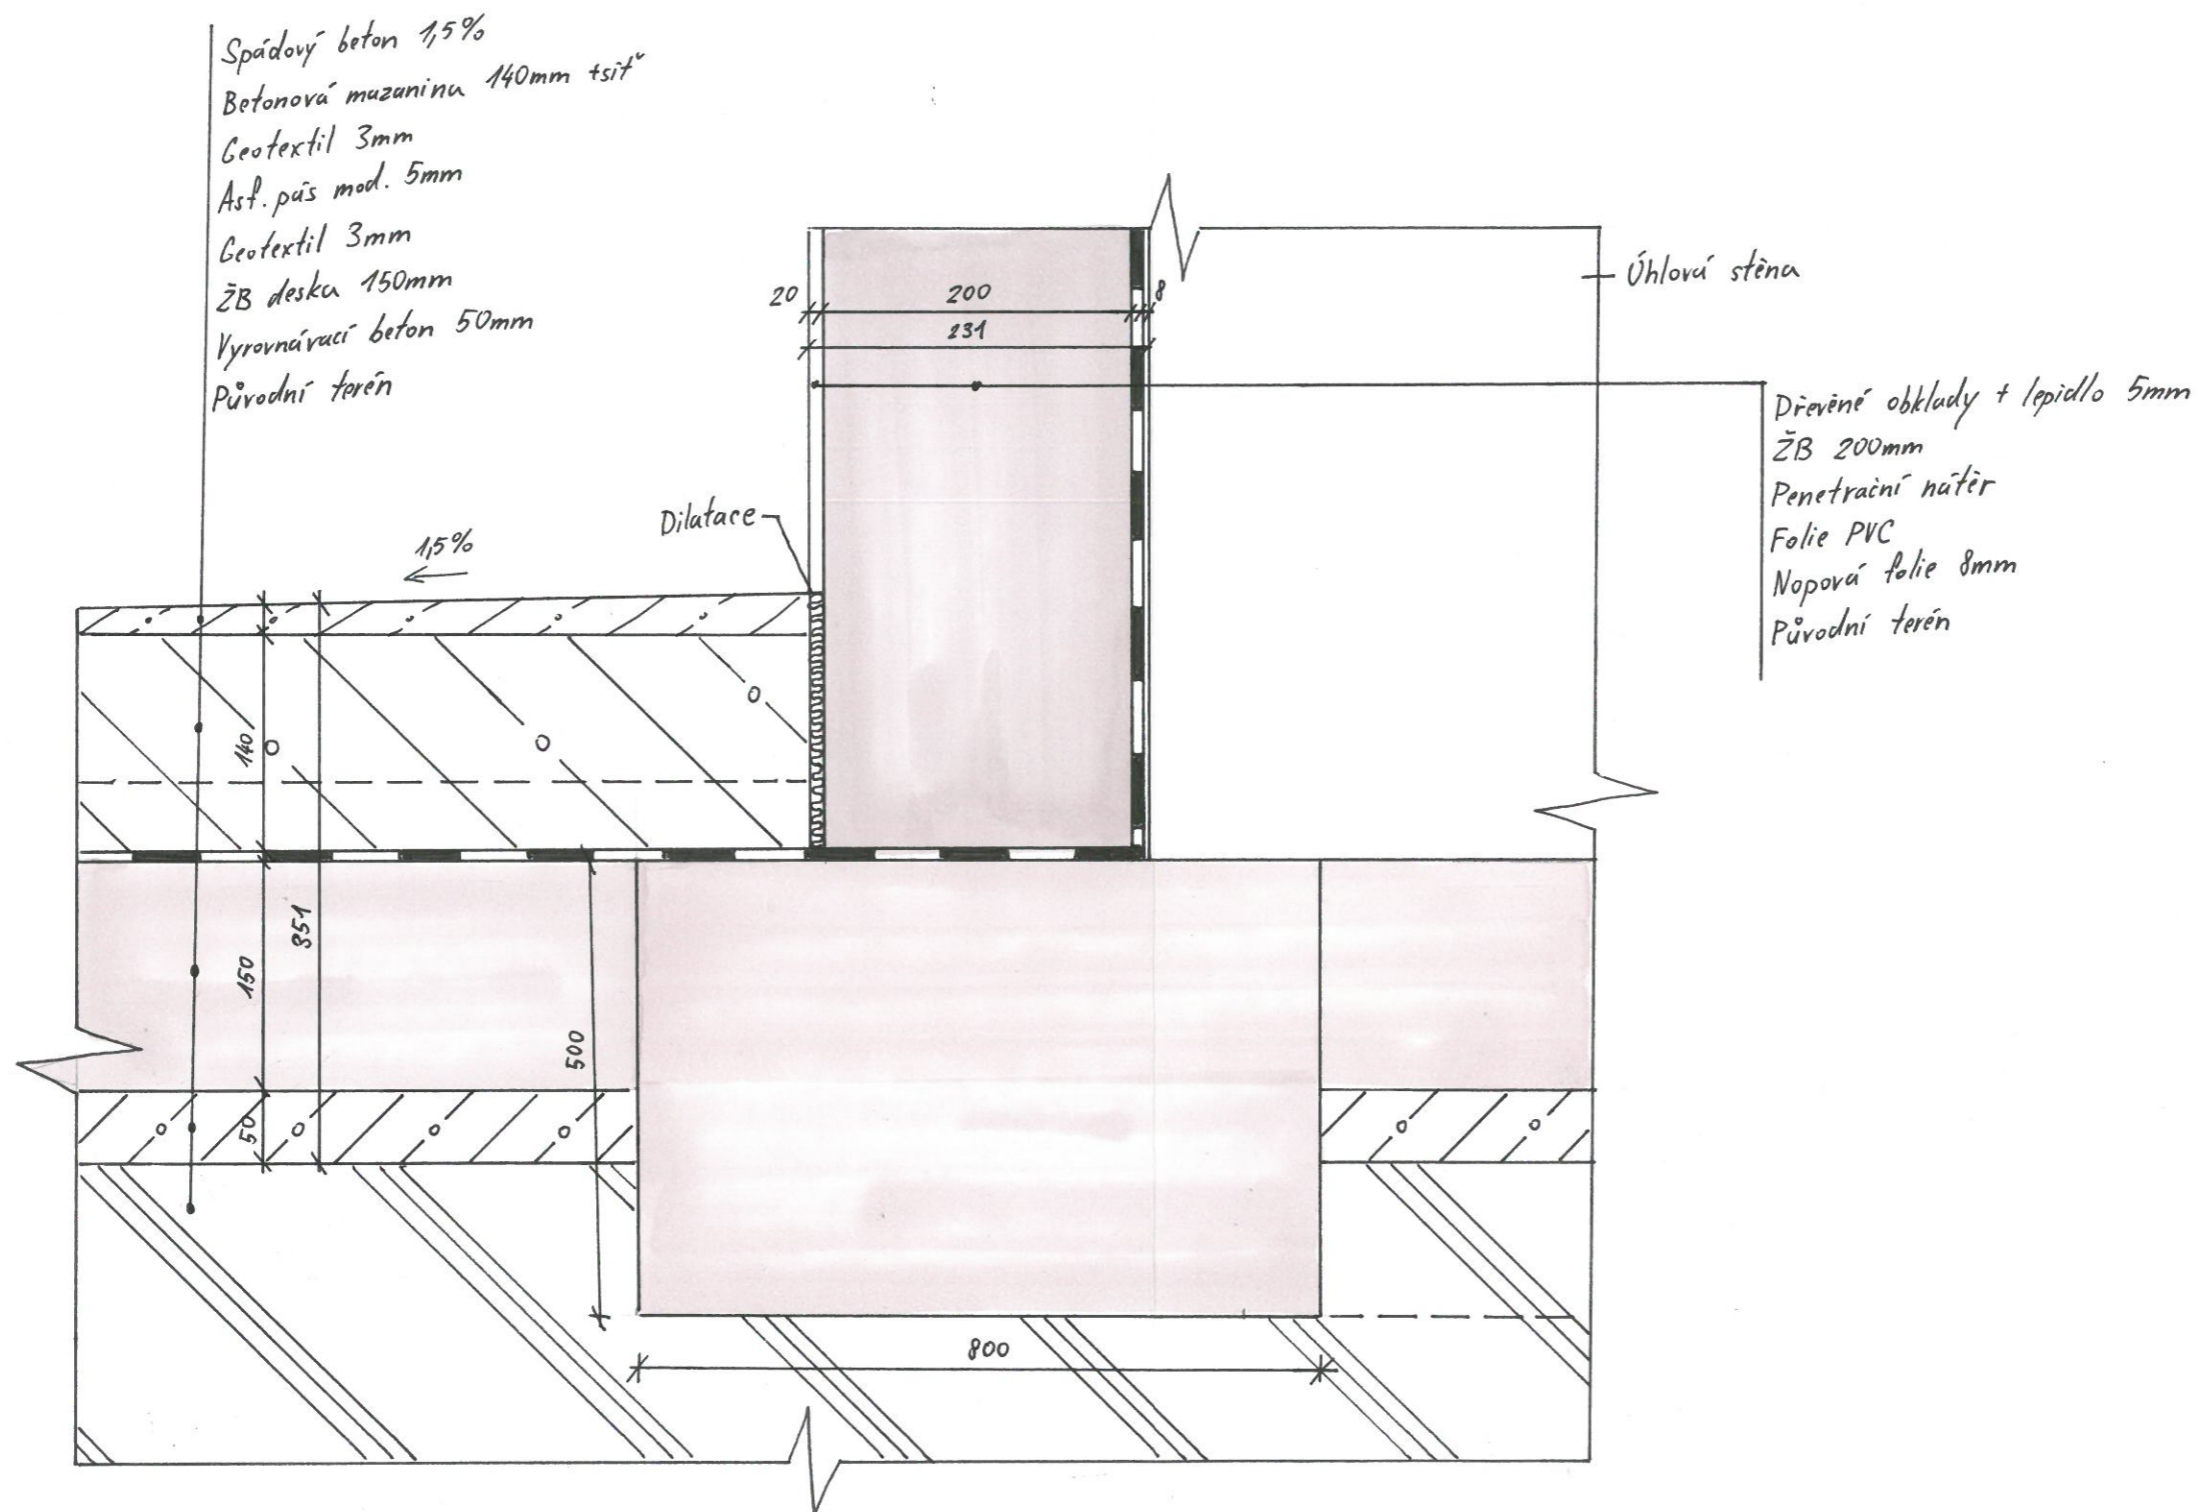 Spádový beton 1,5%
Betonová mazanina 140mm +síť
Geotextil 3mm
Asf. pás mod. 5mm
Geotextil 3mm
ŽB deska 150mm
Vyrovnávací beton 50mm
Původní terén
Úhlová stěna
20 200 8
231
Dřevěné obklady + lepidlo 5mm
ŽB 200mm
Penetrační nátěr
Folie PVC
Nopová folie 8mm
Původní terén
Dilatace
1,5%
140
351
150
500
50
800